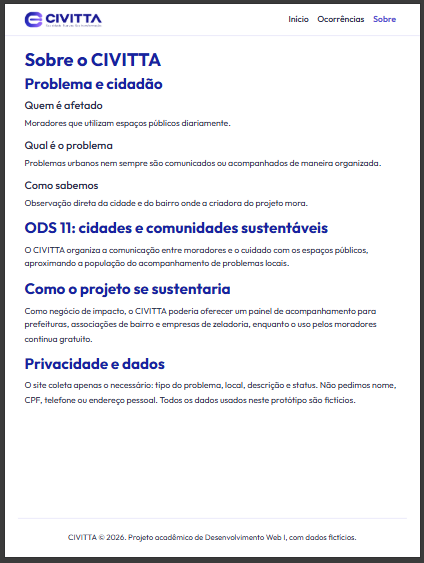 CIVITTA
Início Ocorrências Sobre
Sobre o CIVITTA
Problema e cidadão
Quem é afetado
Moradores que utilizam espaços públicos diariamente.
Qual é o problema
Problemas urbanos nem sempre são comunicados ou acompanhados de maneira organizada.
Como sabemos
Observação direta da cidade e do bairro onde a criadora do projeto mora.
ODS 11: cidades e comunidades sustentáveis
O CIVITTA organiza a comunicação entre moradores e o cuidado com os espaços públicos,
aproximando a população do acompanhamento de problemas locais.
Como o projeto se sustentaria
Como negócio de impacto, o CIVITTA poderia oferecer um painel de acompanhamento para
prefeituras, associações de bairro e empresas de zeladoria, enquanto o uso pelos moradores
continua gratuito.
Privacidade e dados
O site coleta apenas o necessário: tipo do problema, local, descrição e status. Não pedimos nome,
CPF, telefone ou endereço pessoal. Todos os dados usados neste protótipo são fictícios.
CIVITTA © 2026. Projeto acadêmico de Desenvolvimento Web I, com dados fictícios.